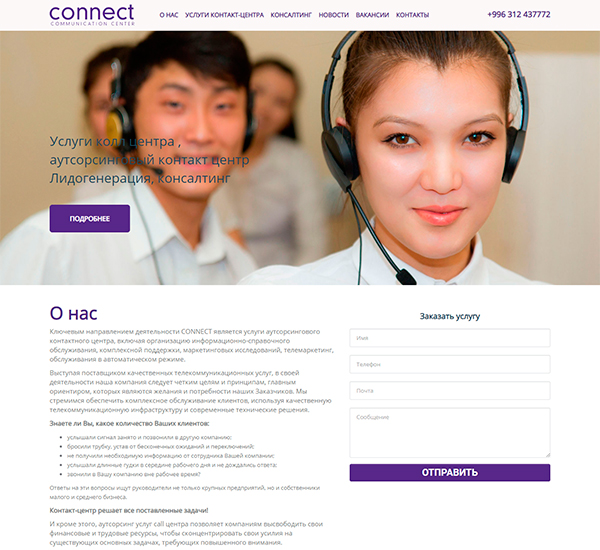 connect
COMMUNICATION CENTER
О НАС УСЛУГИ КОНТАКТ-ЦЕНТРА КОНСАЛТИНГ НОВОСТИ ВАКАНСИИ КОНТАКТЫ +996 312 437772
Услуги колл центра ,
аутсорсинговый контакт центр
Лидогенерация, консалтинг
ПОДРОБНЕЕ
О нас
Ключевым направлением деятельности CONNECT является услуги аутсорсингового
контактного центра, включая организацию информационно-справочного
обслуживания, комплексной поддержки, маркетинговых исследований, телемаркетинг,
обслуживания в автоматическом режиме.
Выступая поставщиком качественных телекоммуникационных услуг, в своей
деятельности наша компания следует четким целям и принципам, главным
ориентиром, которых являются желания и потребности наших Заказчиков. Мы
стремимся обеспечить комплексное обслуживание клиентов, используя качественную
телекоммуникационную инфраструктуру и современные технические решения.
Знаете ли Вы, какое количество Ваших клиентов:
услышали сигнал занято и позвонили в другую компанию;
бросили трубку, устав от бесконечных ожиданий и переключений;
не получили необходимую информацию от сотрудника Вашей компании;
услышали длинные гудки в середине рабочего дня и не дождались ответа;
звонили в Вашу компанию вне рабочее время?
Ответы на эти вопросы ищут руководители не только крупных предприятий, но и собственники
малого и среднего бизнеса.
Контакт-центр решает все поставленные задачи!
И кроме этого, аутсорсинг услуг call центра позволяет компаниям высвободить свои
финансовые и трудовые ресурсы, чтобы сконцентрировать свои усилия на
существующих основных задачах, требующих повышенного внимания.
Заказать услугу
Имя
Телефон
Почта
Сообщение
ОТПРАВИТЬ